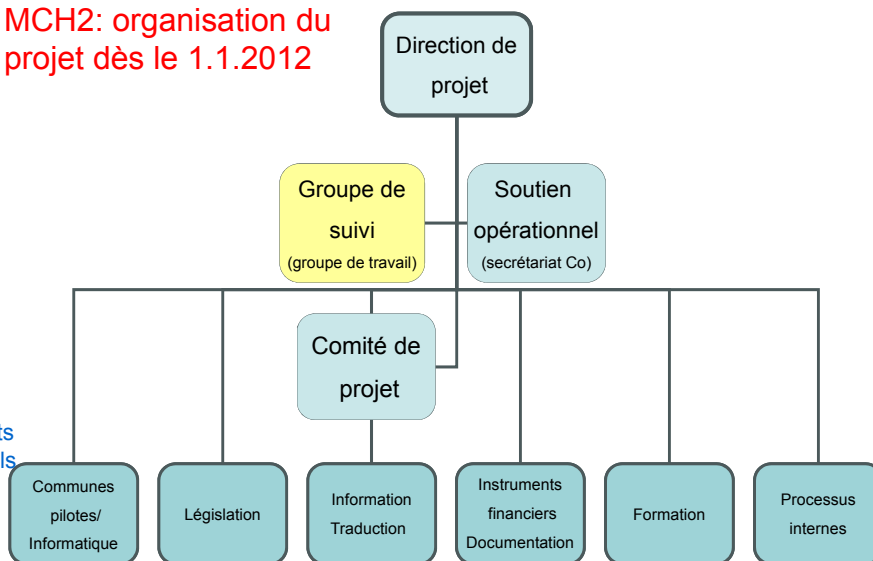 MCH2: organisation du
projet dès le 1.1.2012
Direction de
projet
Groupe de
suivi
(groupe de travail)
Soutien
opérationnel
(secrétariat Co)
Comité de
projet
Communes
pilotes/
Informatique
Législation
Information
Traduction
Instruments
financiers
Documentation
Formation
Processus
internes